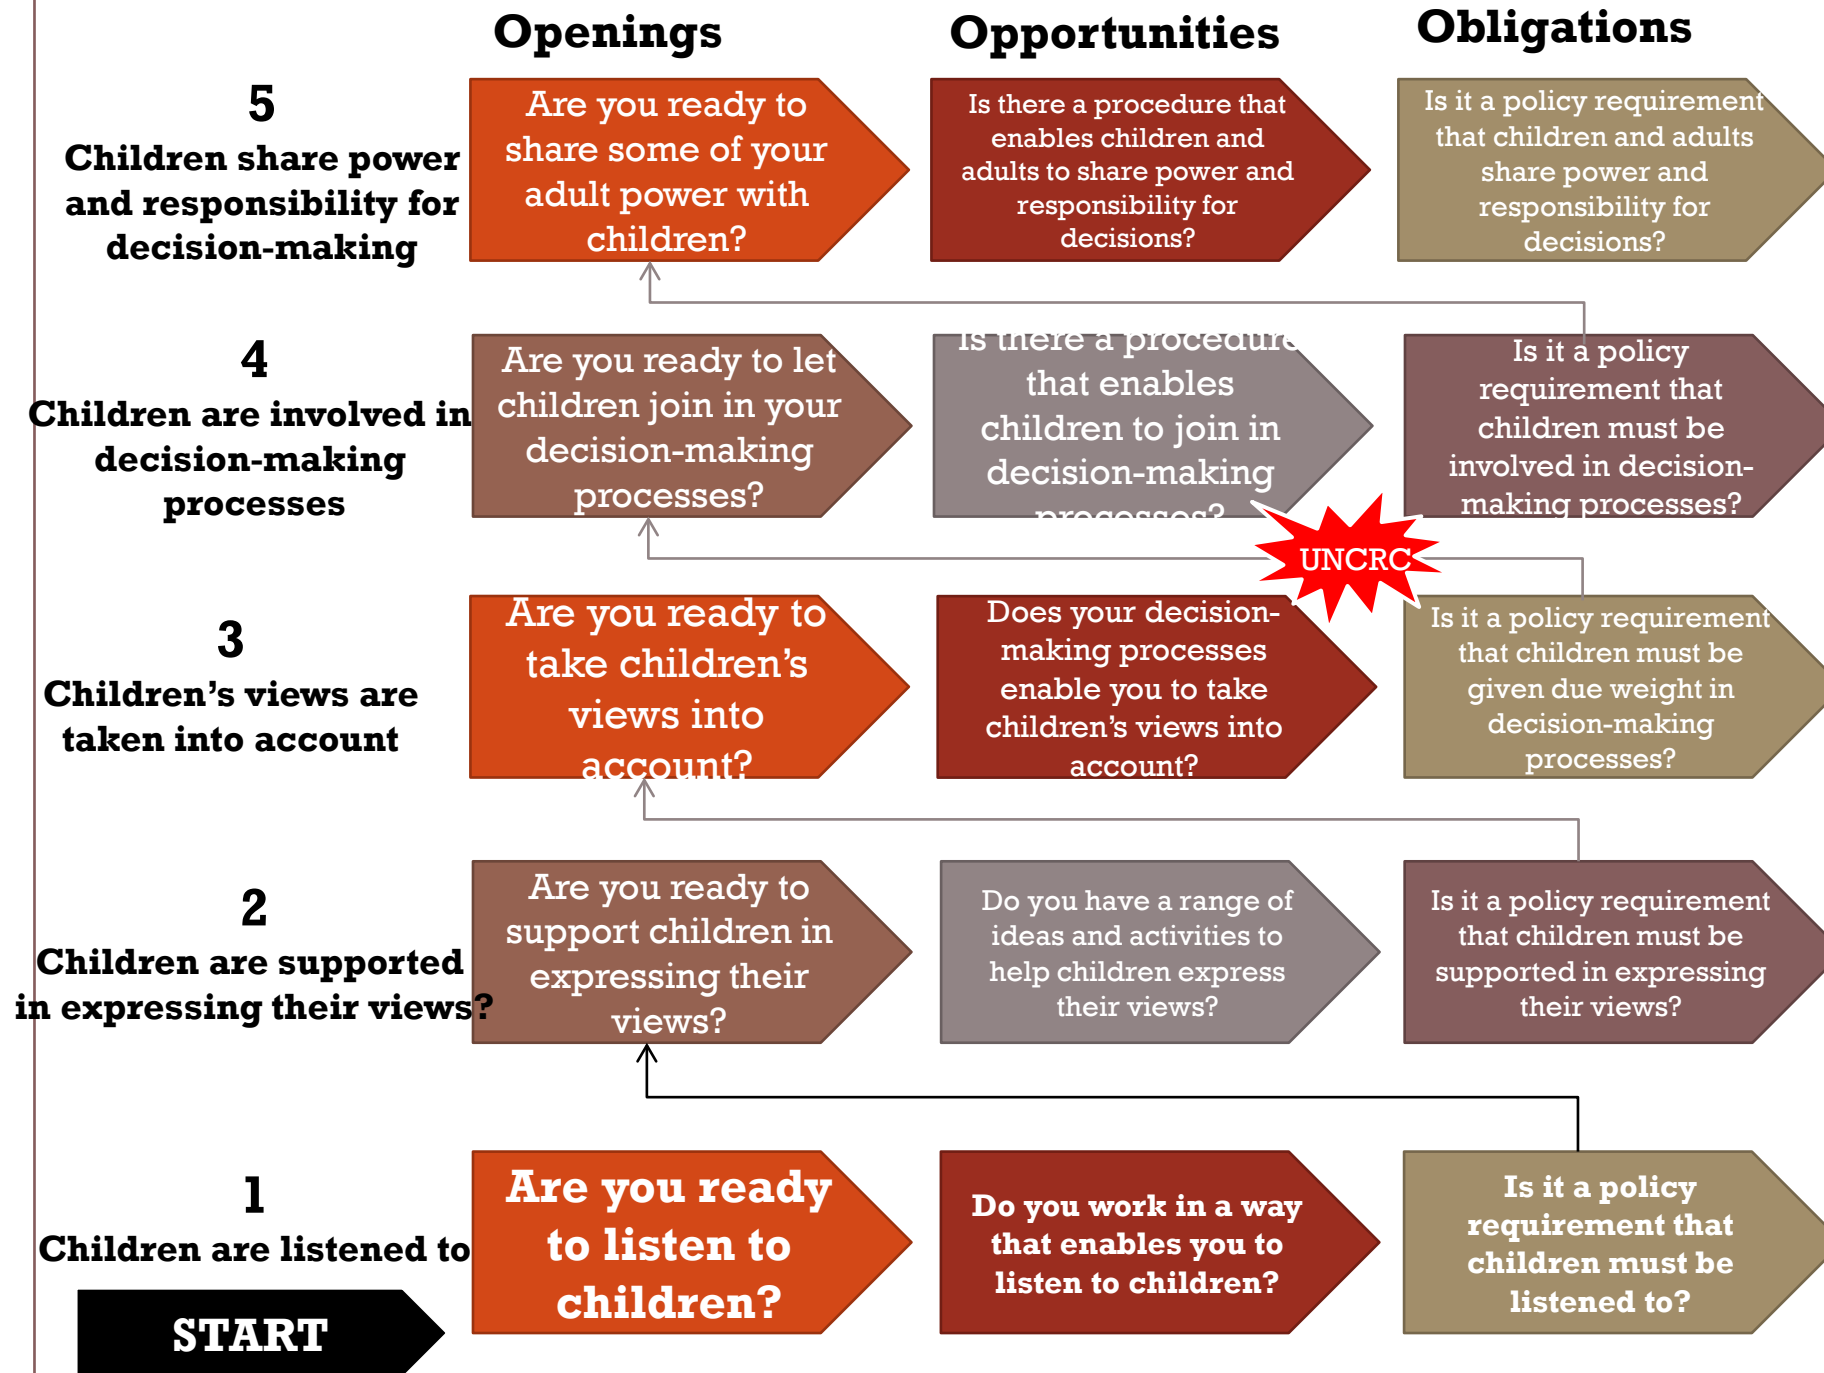 Openings
Opportunities
Obligations
5
Children share power
and responsibility for
decision-making
Are you ready to
share some of your
adult power with
children?
Is there a procedure that
enables children and
adults to share power and
responsibility for
decisions?
Is it a policy requirement
that children and adults
share power and
responsibility for
decisions?
4
Children are involved in
decision-making
processes
Are you ready to let
children join in your
decision-making
processes?
Is there a procedure
that enables
children to join in
decision-making
processes?
Is it a policy
requirement that
children must be
involved in decision-
making processes?
UNCRC
3
Children’s views are
taken into account
Are you ready to
take children’s
views into
account?
Does your decision-
making processes
enable you to take
children’s views into
account?
Is it a policy requirement
that children must be
given due weight in
decision-making
processes?
2
Children are supported
in expressing their views?
Are you ready to
support children in
expressing their
views?
Do you have a range of
ideas and activities to
help children express
their views?
Is it a policy requirement
that children must be
supported in expressing
their views?
1
Children are listened to
Are you ready
to listen to
children?
Do you work in a way
that enables you to
listen to children?
Is it a policy
requirement that
children must be
listened to?
START